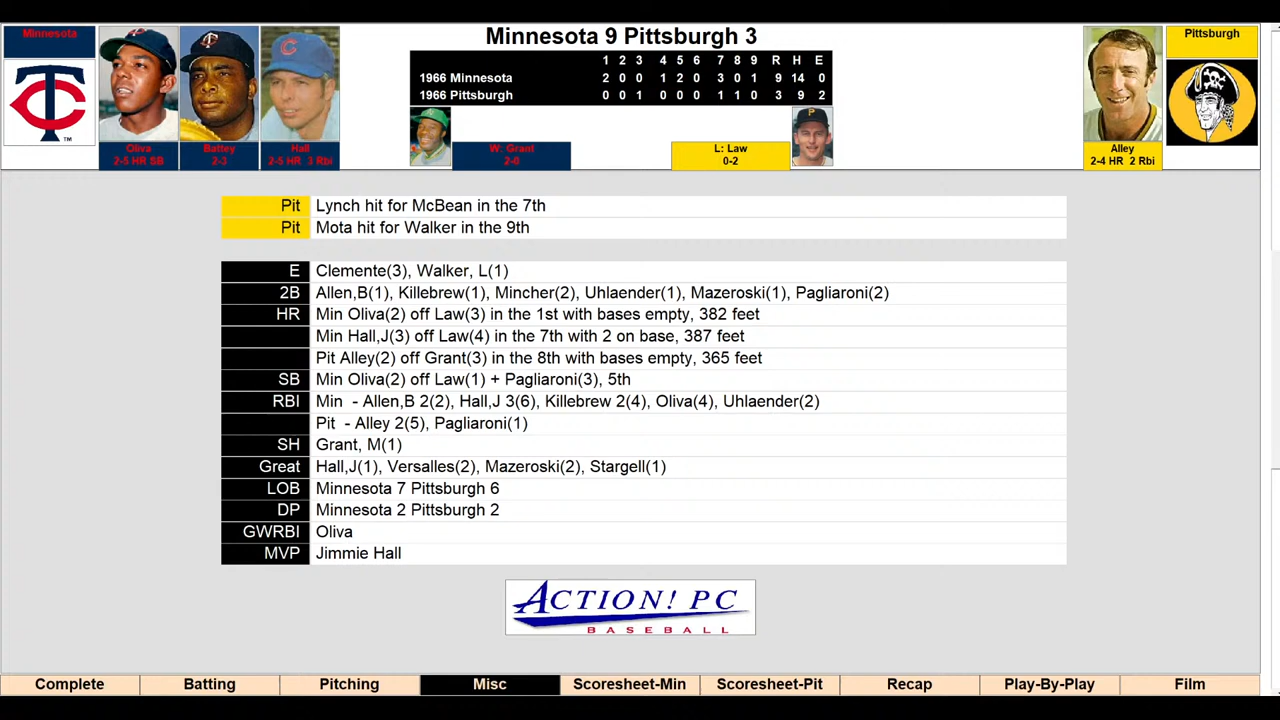 Minnesota 9 Pittsburgh 3
Minnesota
Pittsburgh
1 2 3 4 5 6 7 8 9 R H E
1966 Minnesota 2 0 0 1 2 0 3 0 1 9 14 0
1966 Pittsburgh 0 0 1 0 0 0 1 1 0 3 9 2
TC
TM
Oliva
2-5 HR SB
Battey
2-3
Hall
2-5 HR 3 Rbi
W: Grant
2-0
L: Law
0-2
Alley
2-4 HR 2 Rbi
Pit Lynch hit for McBean in the 7th
Pit Mota hit for Walker in the 9th
E Clemente(3), Walker, L(1)
2B Allen,B(1), Killebrew(1), Mincher(2), Uhlaender(1), Mazeroski(1), Pagliaroni(2)
HR Min Oliva(2) off Law(3) in the 1st with bases empty, 382 feet
Min Hall,J(3) off Law(4) in the 7th with 2 on base, 387 feet
Pit Alley(2) off Grant(3) in the 8th with bases empty, 365 feet
SB Min Oliva(2) off Law(1) + Pagliaroni(3), 5th
RBI Min - Allen,B 2(2), Hall,J 3(6), Killebrew 2(4), Oliva(4), Uhlaender(2)
Pit - Alley 2(5), Pagliaroni(1)
SH Grant, M(1)
Great Hall,J(1), Versalles(2), Mazeroski(2), Stargell(1)
LOB Minnesota 7 Pittsburgh 6
DP Minnesota 2 Pittsburgh 2
GWRBI Oliva
MVP Jimmie Hall
ACTION! PC
BASEBALL
Complete Batting Pitching Misc Scoresheet-Min Scoresheet-Pit Recap Play-By-Play Film